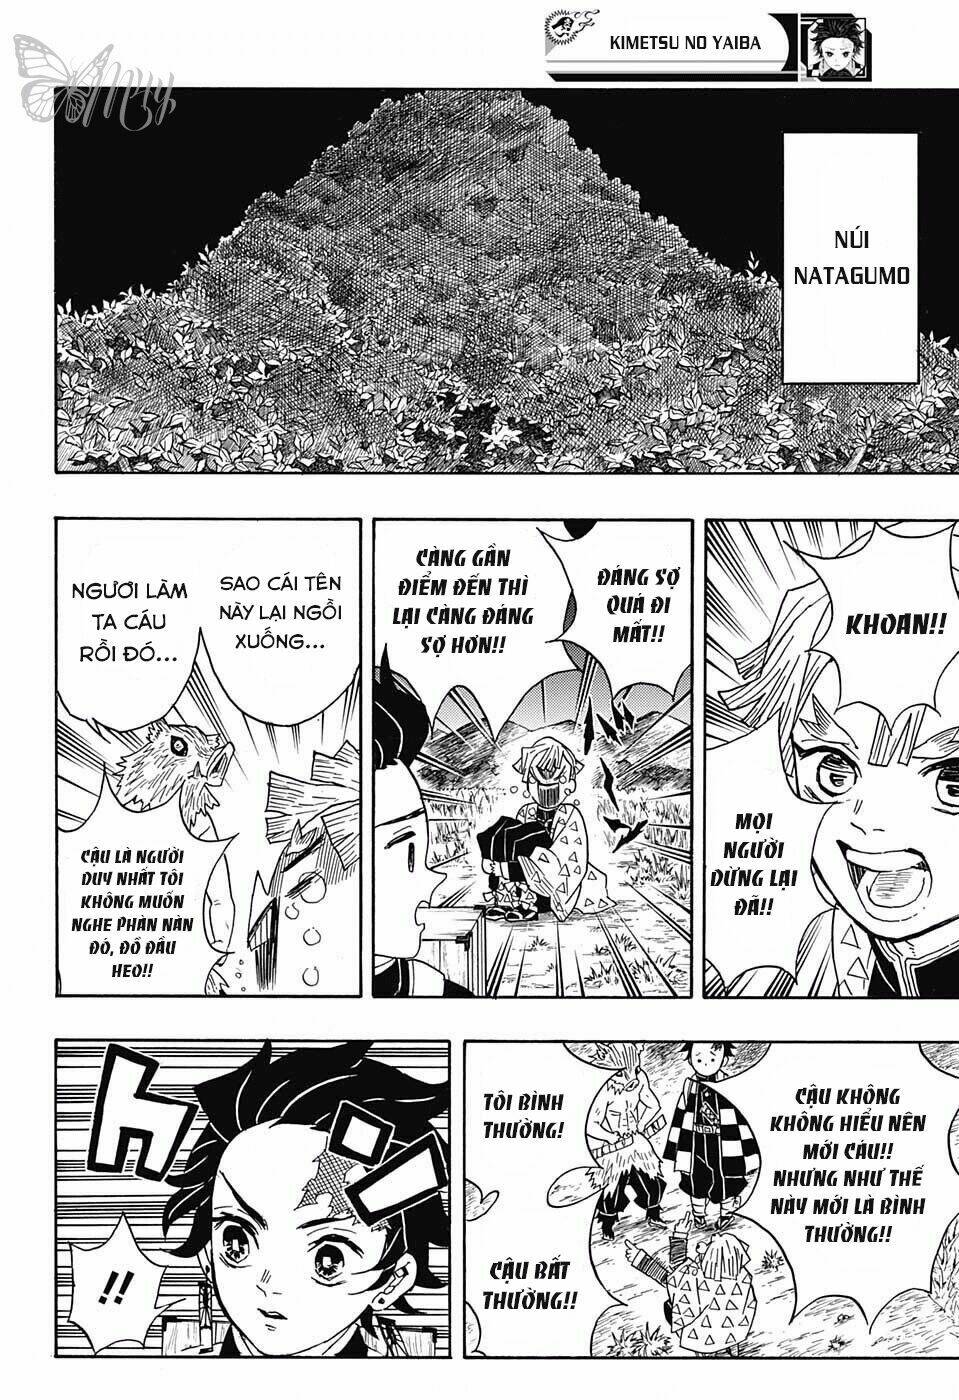 Myy
KIMETSU NO YAIBA
NÚI
NATAGUMO
KHOAN!!
MỌI
NGƯỜI
DỪNG LẠI
ĐÃ!!
ĐÁNG SỢ
QUÁ ĐI
MẤT!!
CÀNG GẦN
ĐIỂM ĐẾN THÌ
LẠI CÀNG ĐÁNG
SỢ HƠN!!
SAO CÁI TÊN
NÀY LẠI NGỒI
XUỐNG...
NGƯƠI LÀM
TA CÁU
RỒI ĐÓ...
CẬU LÀ NGƯỜI
DUY NHẤT TÔI
KHÔNG MUỐN
NGHE PHÀN NÀN
ĐÓ, ĐỒ ĐẦU
HEO!!
CẬU KHÔNG
KHÔNG HIỂU NÊN
MỚI CÁU!!
NHƯNG NHƯ THẾ
NÀY MỚI LÀ BÌNH
THƯỜNG!!
TÔI BÌNH
THƯỜNG!
CẬU BẤT
THƯỜNG!!
!!